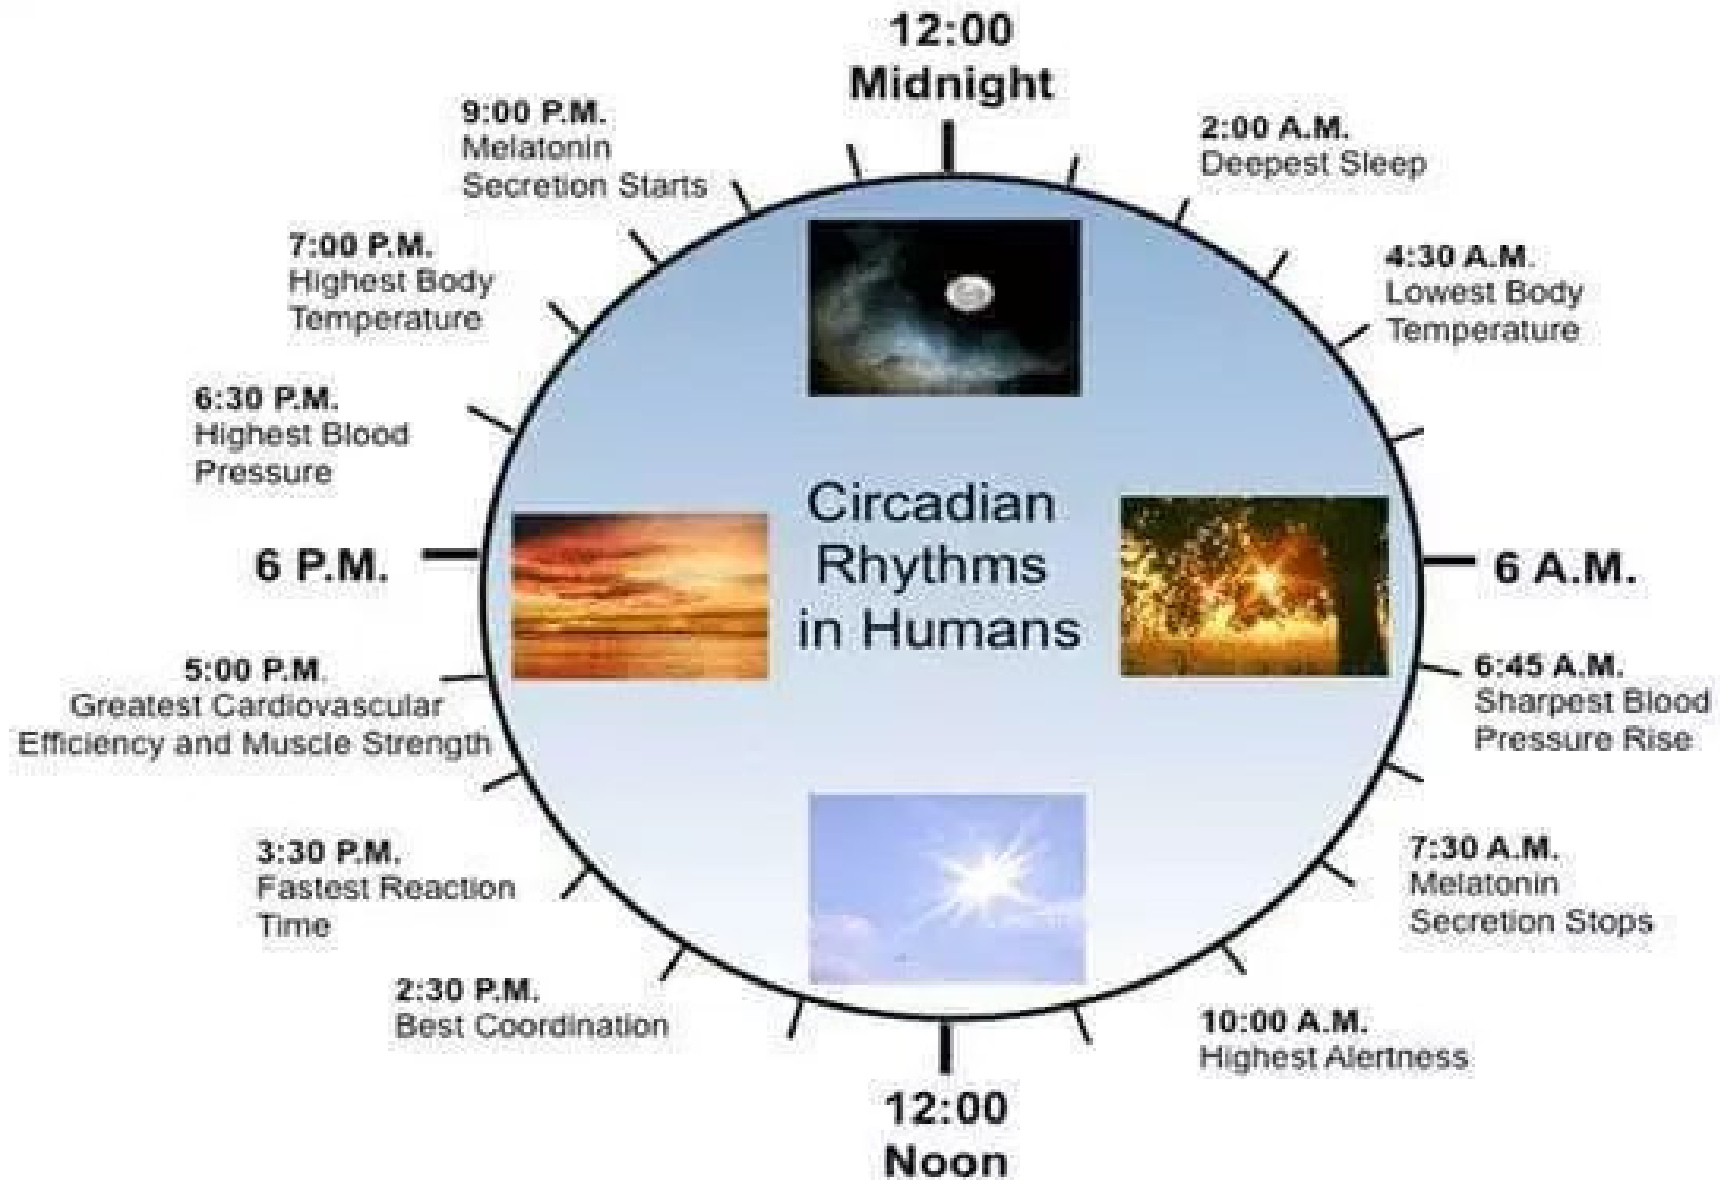 12:00
Midnight
9:00 P.M.
Melatonin
Secretion Starts
2:00 A.M.
Deepest Sleep
7:00 P.M.
Highest Body
Temperature
4:30 A.M.
Lowest Body
Temperature
6:30 P.M.
Highest Blood
Pressure
Circadian
Rhythms
in Humans
6 P.M.
6 A.M.
5:00 P.M.
Greatest Cardiovascular
Efficiency and Muscle Strength
6:45 A.M.
Sharpest Blood
Pressure Rise
3:30 P.M.
Fastest Reaction
Time
7:30 A.M.
Melatonin
Secretion Stops
2:30 P.M.
Best Coordination
10:00 A.M.
Highest Alertness
12:00
Noon